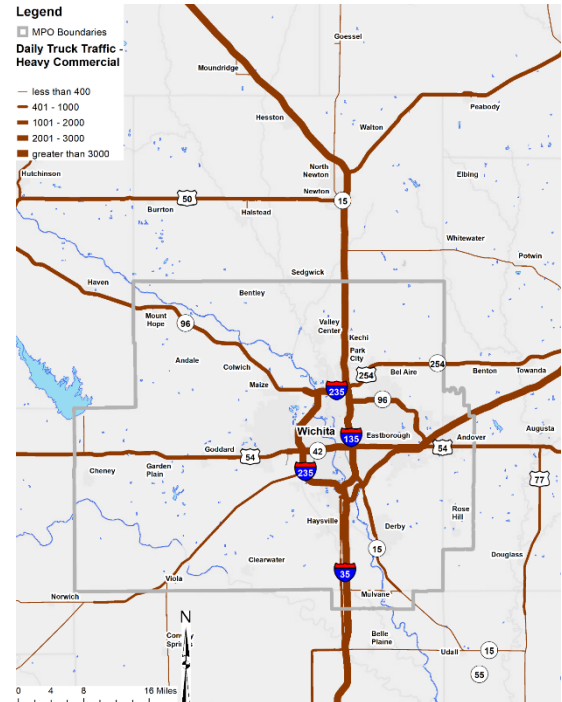 Legend
MPO Boundaries
Daily Truck Traffic -
Heavy Commercial
less than 400
401 - 1000
1001 - 2000
2001 - 3000
greater than 3000
Goessel
Moundridge
Hesston
Walton
Peabody
Hutchinson
North
Newton
Newton
Elbing
50
15
Burrton
Halstead
Whitewater
Potwin
Sedgwick
Haven
Bentley
Mount
Hope
96
Valley
Center
Kechi
Park
City
Andale
Colwich
Maize
254
254
Bel Aire
Benton
Towanda
235
96
Wichita
135
Eastborough
Andover
Augusta
42
54
Goddard
54
235
Cheney
Garden
Plain
77
Haysville
Derby
Rose
Hill
15
Douglass
Clearwater
Viola
35
Mulvane
Norwich
N
Belle
Plaine
Udall
15
55
0 4 8 16 Miles